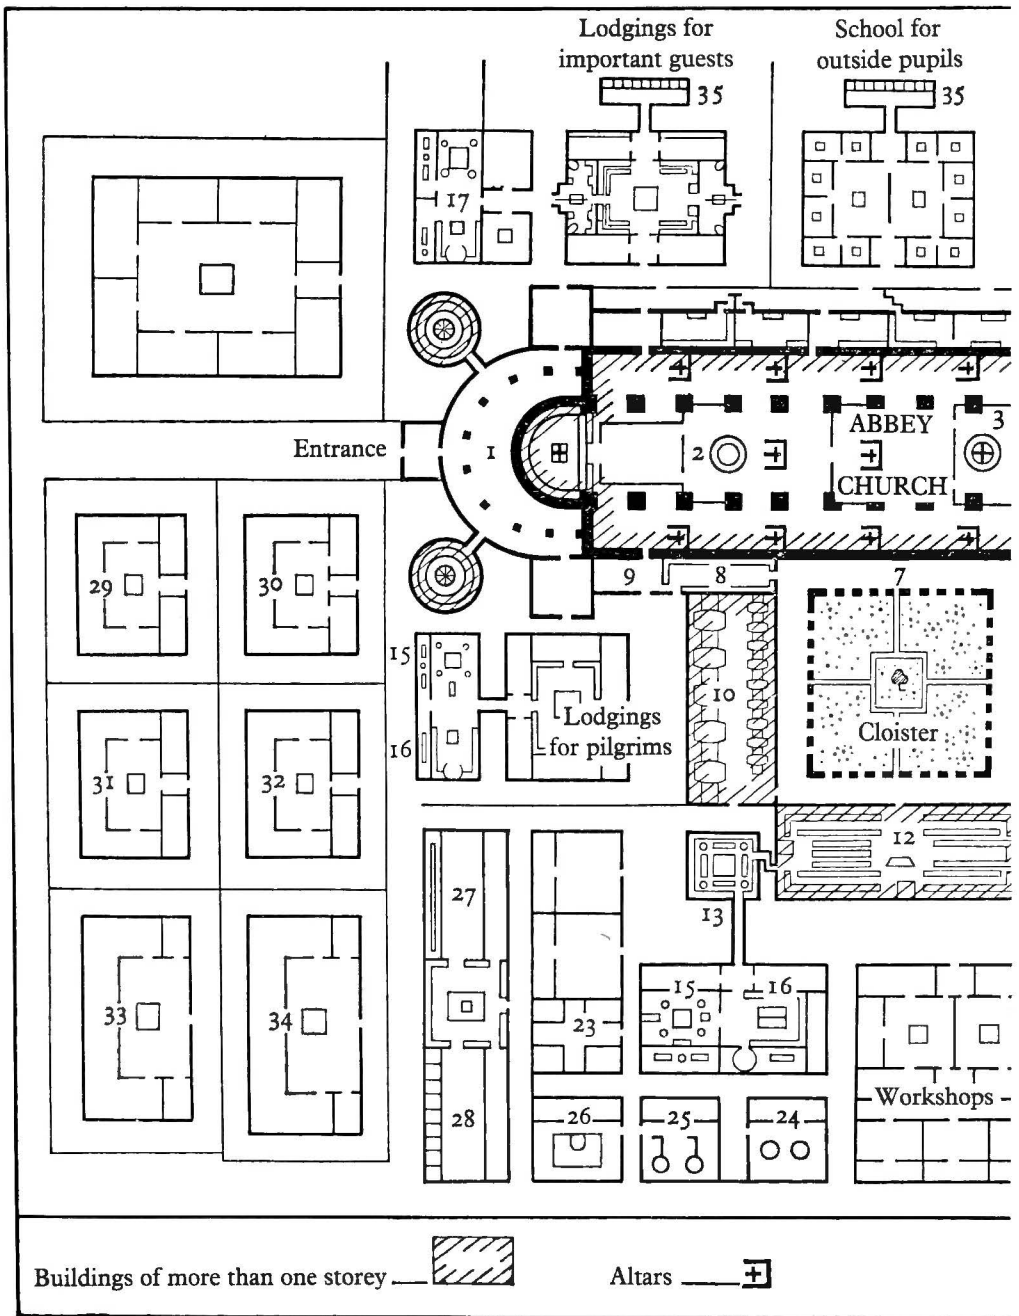 Lodgings for
important guests
School for
outside pupils
35
35
17
Entrance
1
2
ABBEY
CHURCH
3
29
30
9
8
7
15
16
Lodgings
for pilgrims
10
Cloister
31
32
12
27
13
33
34
23
15
16
28
26
25
24
Workshops
Buildings of more than one storey
Altars